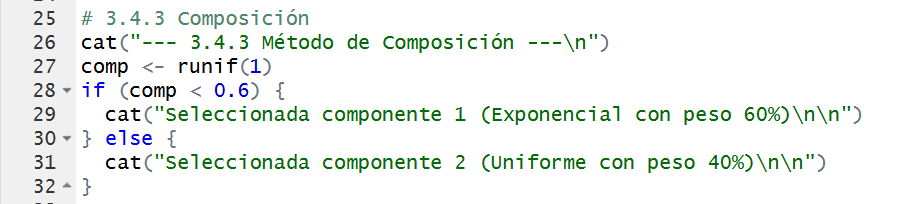 25 # 3.4.3 Composición
26 cat("--- 3.4.3 Método de Composición ---\n")
27 comp <- runif(1)
28 if (comp < 0.6) {
29   cat("Seleccionada componente 1 (Exponencial con peso 60%)\n\n")
30 } else {
31   cat("Seleccionada componente 2 (Uniforme con peso 40%)\n\n")
32 }